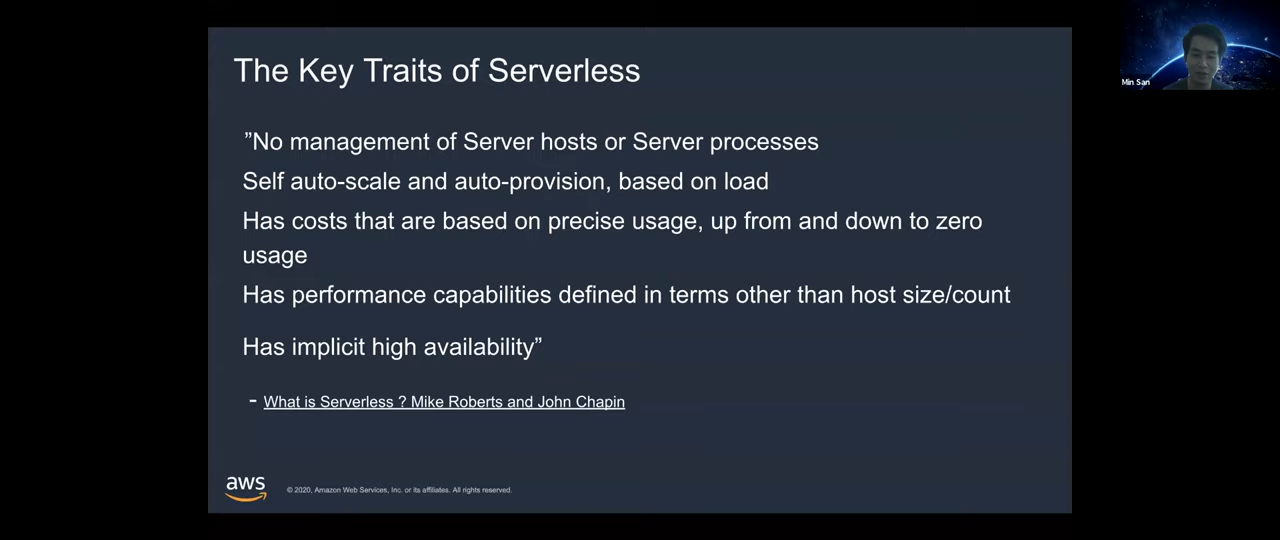 The Key Traits of Serverless
Min San
”No management of Server hosts or Server processes
Self auto-scale and auto-provision, based on load
Has costs that are based on precise usage, up from and down to zero
usage
Has performance capabilities defined in terms other than host size/count
Has implicit high availability”
- What is Serverless ? Mike Roberts and John Chapin
aws
© 2020, Amazon Web Services, Inc. or its affiliates. All rights reserved.